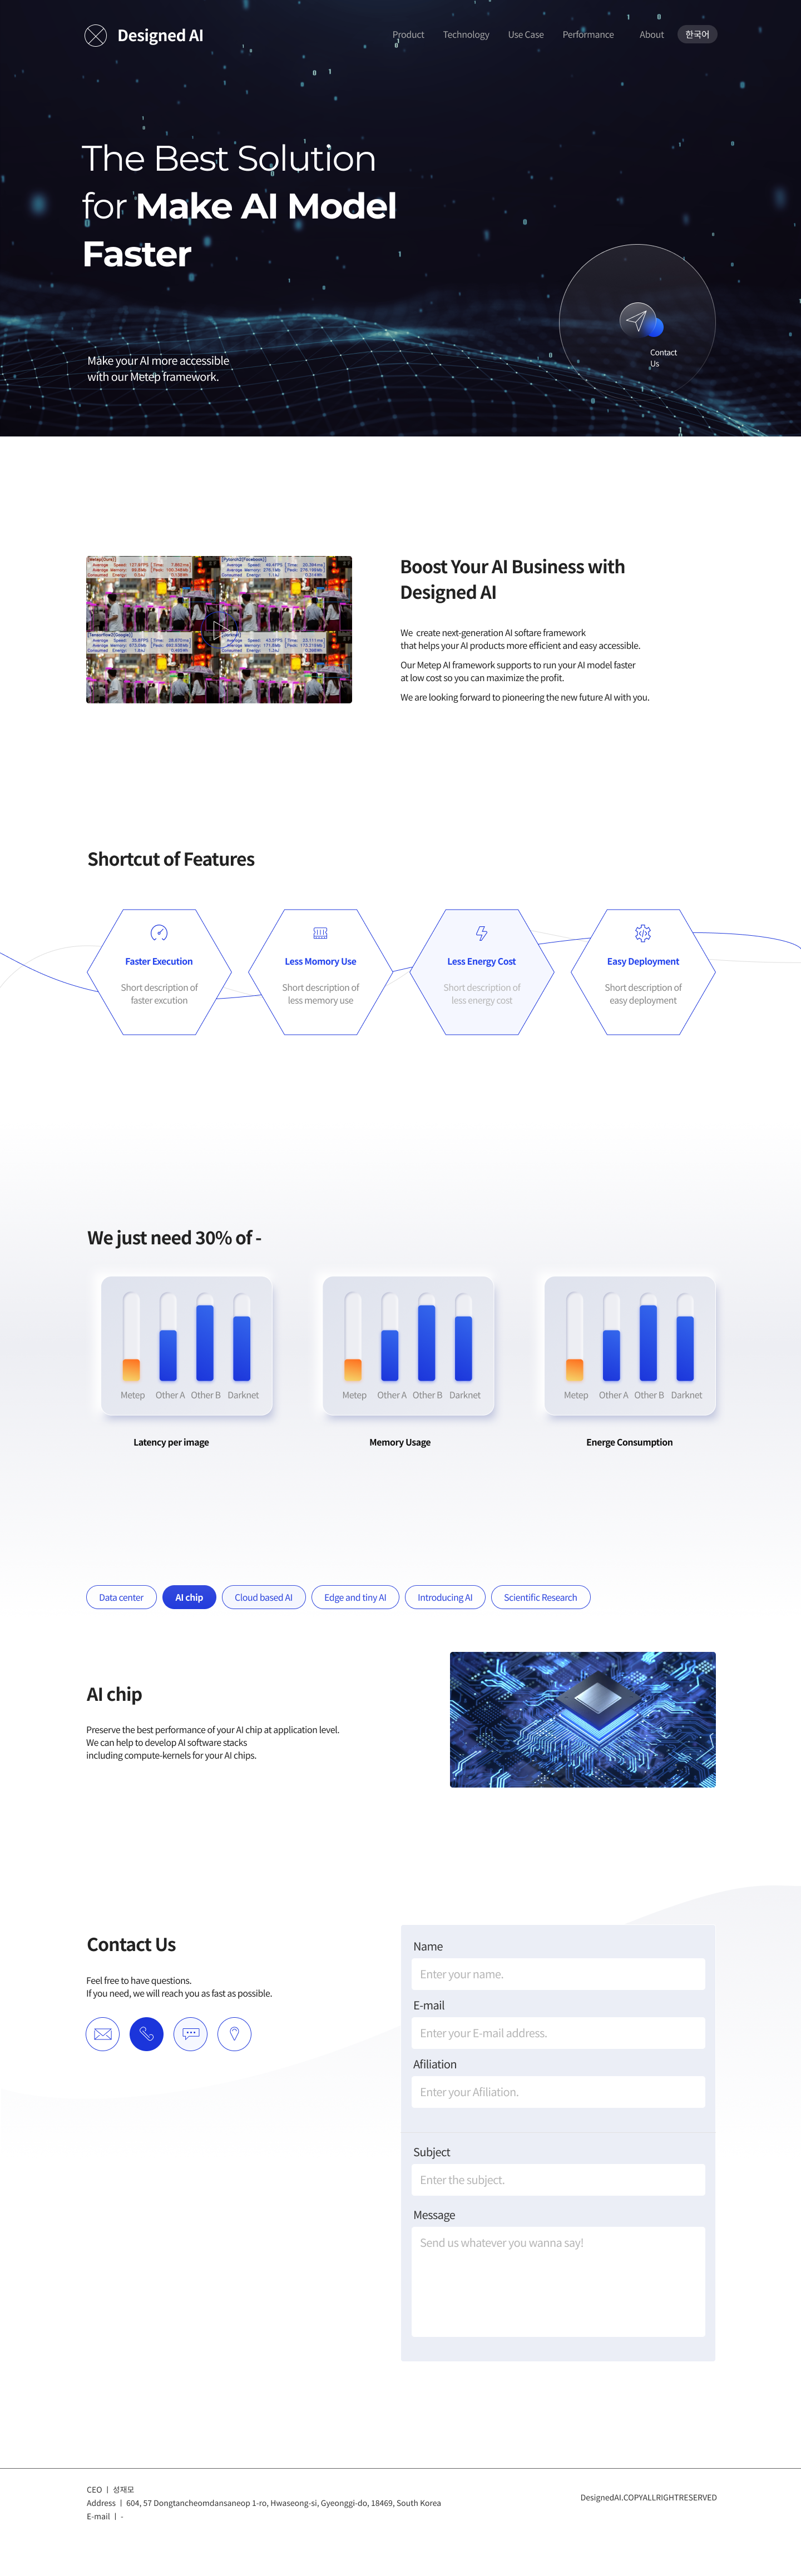 Designed AI
Product Technology Use Case Performance About 한국어
The Best Solution
for Make AI Model
Faster
Contact
Us
Make your AI more accessible
with our Metep framework.
Boost Your AI Business with
Designed AI
We create next-generation AI softare framework
that helps your AI products more efficient and easy accessible.
Our Metep AI framework supports to run your AI model faster
at low cost so you can maximize the profit.
We are looking forward to pioneering the new future AI with you.
Shortcut of Features
Faster Execution
Short description of
faster excution
Less Momory Use
Short description of
less memory use
Less Energy Cost
Short description of
less energy cost
Easy Deployment
Short description of
easy deployment
We just need 30% of -
Metep Other A Other B Darknet
Latency per image
Metep Other A Other B Darknet
Memory Usage
Metep Other A Other B Darknet
Energe Consumption
Data center AI chip Cloud based AI Edge and tiny AI Introducing AI Scientific Research
AI chip
Preserve the best performance of your AI chip at application level.
We can help to develop AI software stacks
including compute-kernels for your AI chips.
Contact Us
Feel free to have questions.
If you need, we will reach you as fast as possible.
Name
Enter your name.
E-mail
Enter your E-mail address.
Afiliation
Enter your Afiliation.
Subject
Enter the subject.
Message
Send us whatever you wanna say!
CEO | 성재모
Address | 604, 57 Dongtancheomdansaneop 1-ro, Hwaseong-si, Gyeonggi-do, 18469, South Korea
E-mail | -
DesignedAI.COPYALLRIGHTRESERVED